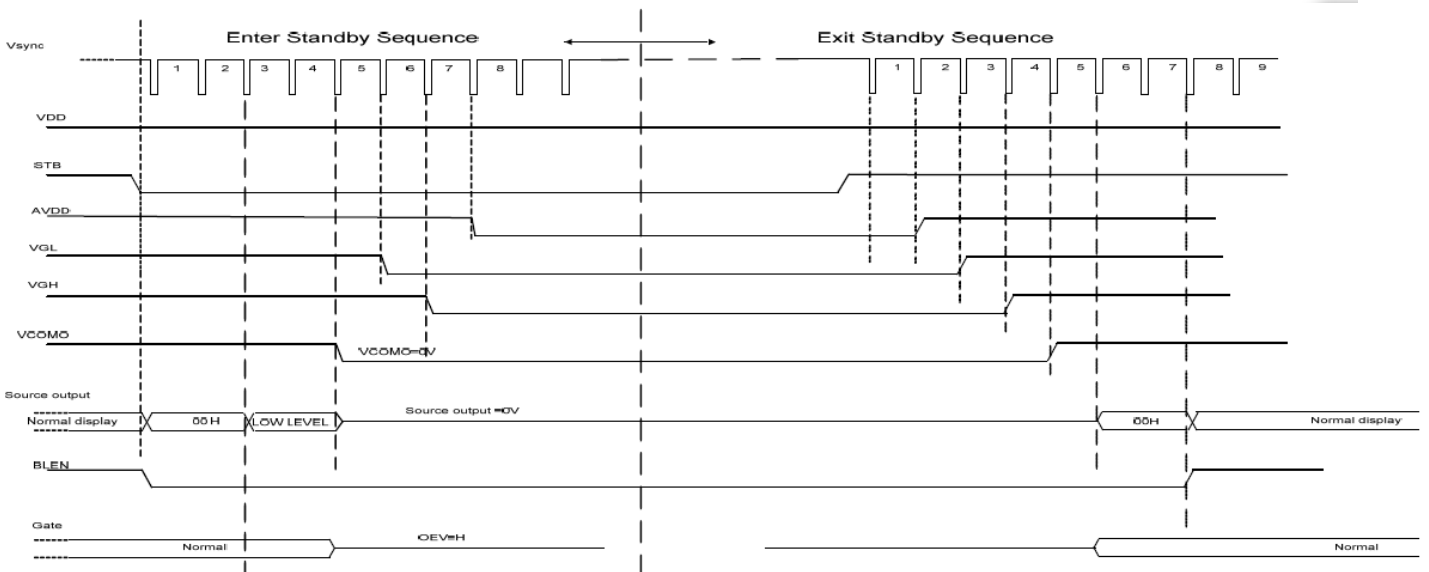 Enter Standby Sequence
Exit Standby Sequence
Vsync
1 2 3 4 5 6 7 8
1 2 3 4 5 6 7 8 9
VDD
STB
AVDD
VGL
VGH
VCOMO
VCOMO=0V
Source output
Normal display
00H
LOW LEVEL
Source output =0V
00H
Normal display
BLEN
Gate
Normal
OEV=H
Normal